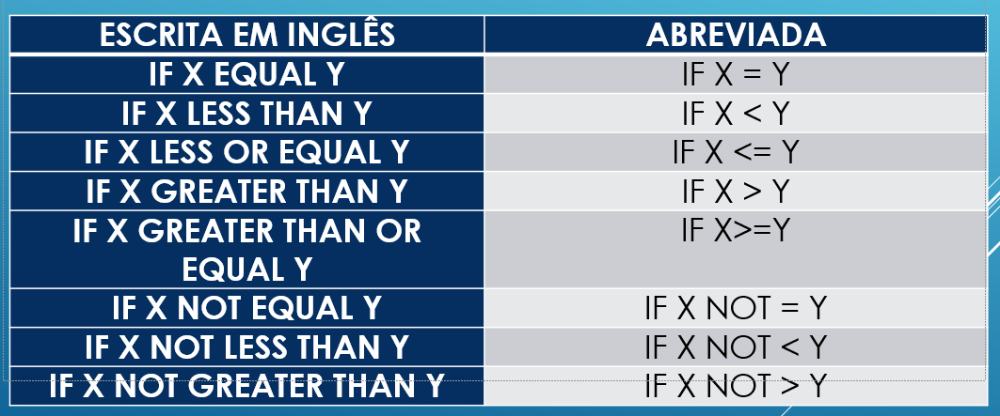 ESCRITA EM INGLÊS ABREVIADA
IF X EQUAL Y IF X = Y
IF X LESS THAN Y IF X < Y
IF X LESS OR EQUAL Y IF X <= Y
IF X GREATER THAN Y IF X > Y
IF X GREATER THAN OR IF X>=Y
EQUAL Y
IF X NOT EQUAL Y IF X NOT = Y
IF X NOT LESS THAN Y IF X NOT < Y
IF X NOT GREATER THAN Y IF X NOT > Y